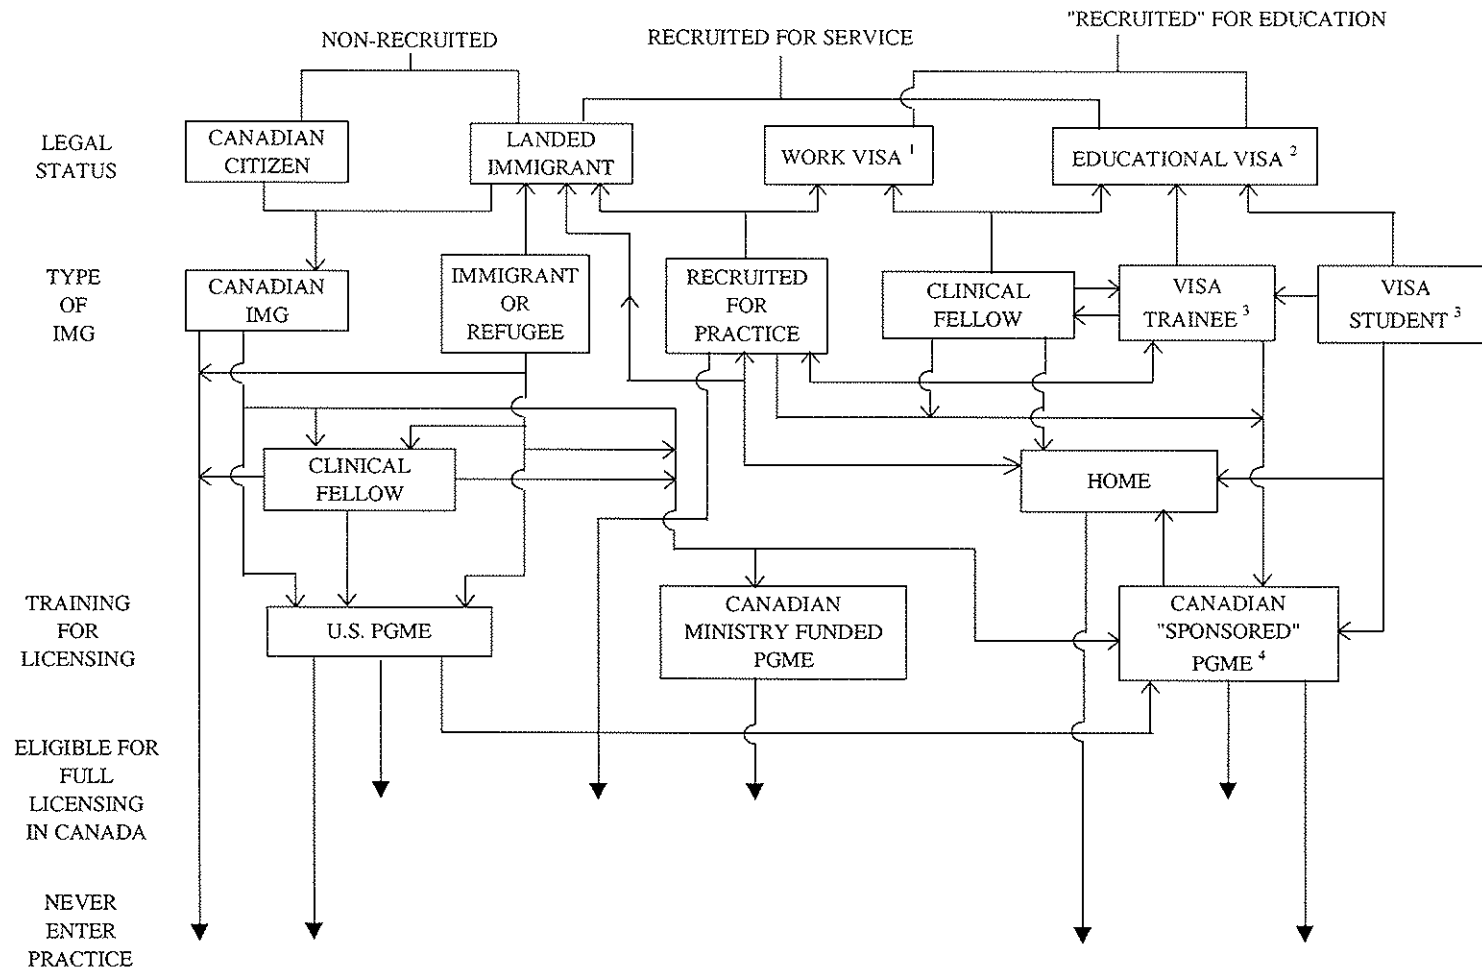 "RECRUITED" FOR EDUCATION
NON-RECRUITED
RECRUITED FOR SERVICE
LEGAL
STATUS
CANADIAN
CITIZEN
LANDED
IMMIGRANT
WORK VISA 1
EDUCATIONAL VISA 2
TYPE
OF
IMG
CANADIAN
IMG
IMMIGRANT
OR
REFUGEE
RECRUITED
FOR
PRACTICE
CLINICAL
FELLOW
VISA
TRAINEE 3
VISA
STUDENT 3
CLINICAL
FELLOW
HOME
TRAINING
FOR
LICENSING
U.S. PGME
CANADIAN
MINISTRY FUNDED
PGME
CANADIAN
"SPONSORED"
PGME 4
ELIGIBLE FOR
FULL
LICENSING
IN CANADA
NEVER
ENTER
PRACTICE